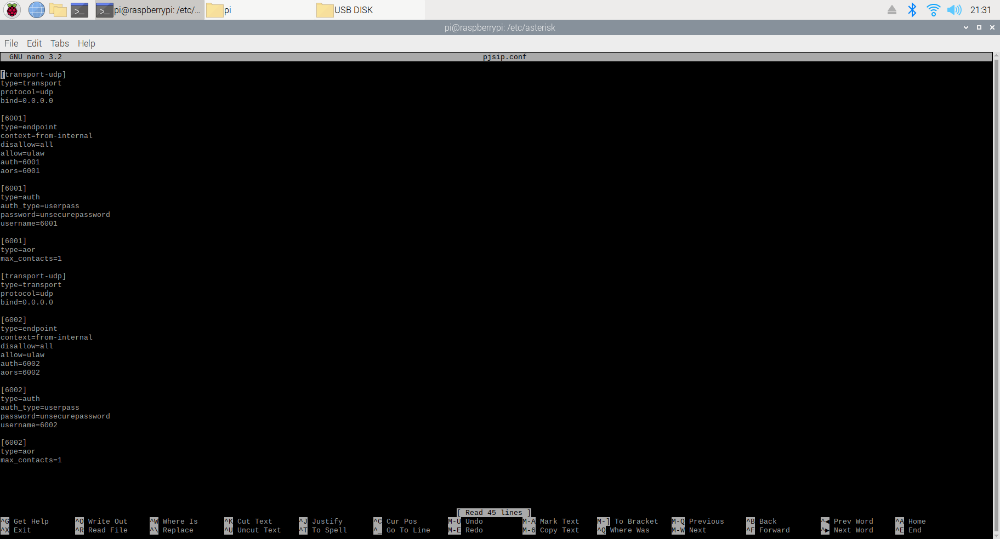 pi@raspberrypi: /etc/... pi USB DISK 21:31
pi@raspberrypi: /etc/asterisk
File Edit Tabs Help
GNU nano 3.2 pjsip.conf
[transport-udp]
type=transport
protocol=udp
bind=0.0.0.0
[6001]
type=endpoint
context=from-internal
disallow=all
allow=ulaw
auth=6001
aors=6001
[6001]
type=auth
auth_type=userpass
password=unsecurepassword
username=6001
[6001]
type=aor
max_contacts=1
[transport-udp]
type=transport
protocol=udp
bind=0.0.0.0
[6002]
type=endpoint
context=from-internal
disallow=all
allow=ulaw
auth=6002
aors=6002
[6002]
type=auth
auth_type=userpass
password=unsecurepassword
username=6002
[6002]
type=aor
max_contacts=1
[ Read 45 lines ]
^G Get Help ^O Write Out ^W Where Is ^K Cut Text ^J Justify ^C Cur Pos M-U Undo M-A Mark Text M-] To Bracket M-Q Previous ^B Back ^◀ Prev Word ^A Home
^X Exit ^R Read File ^\ Replace ^U Uncut Text ^T To Spell ^_ Go To Line M-E Redo M-6 Copy Text ^Q Where Was M-W Next ^F Forward ^▶ Next Word ^E End